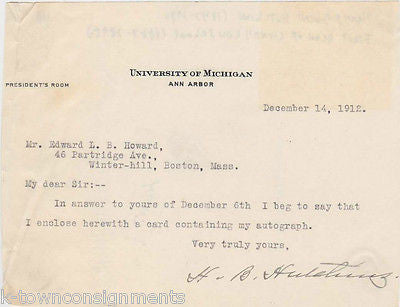 UNIVERSITY OF MICHIGAN
PRESIDENT'S ROOM
ANN ARBOR
December 14, 1912.
Mr. Edward L. B. Howard,
46 Partridge Ave.,
Winter-hill, Boston, Mass.
My dear Sir:--
In answer to yours of December 6th I beg to say that
I enclose herewith a card containing my autograph.
Very truly yours,
H. B. Hutchins
k-townconsignments.com